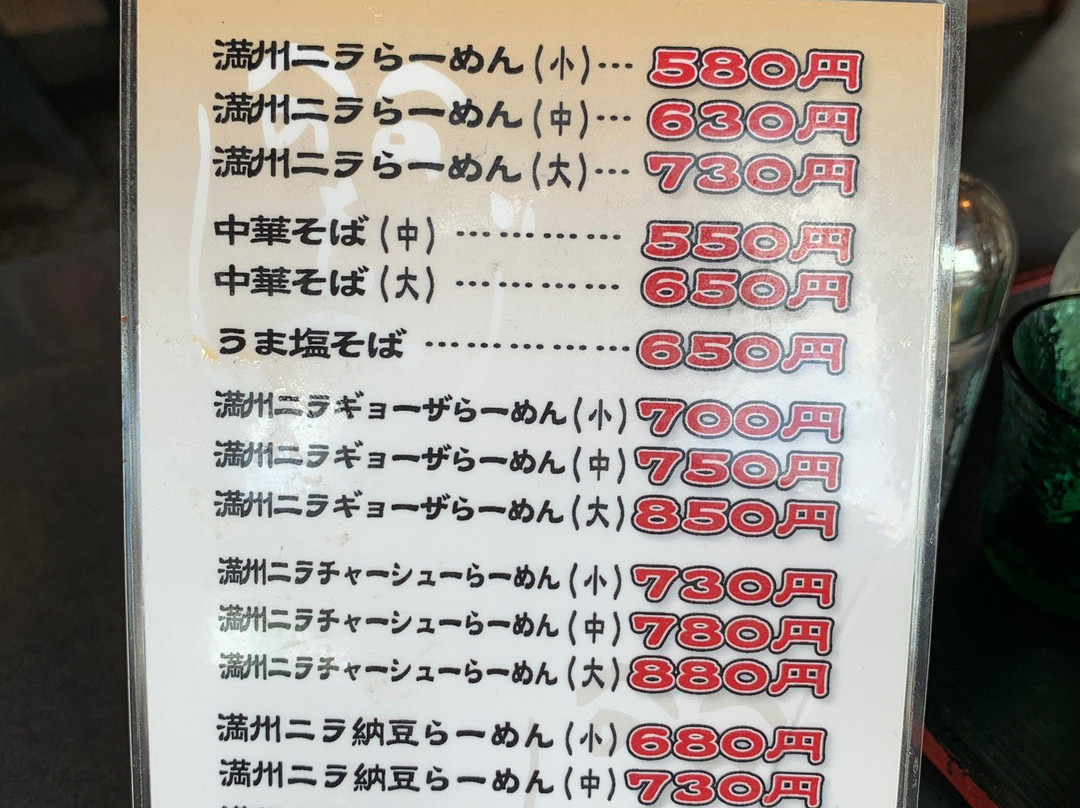 満州ニラらーめん(小)… 580円
満州ニラらーめん(中)… 630円
満州ニラらーめん(大)… 730円
中華そば(中) ………… 550円
中華そば(大) ………… 650円
うま塩そば …………… 650円
満州ニラギョーザらーめん(小) 700円
満州ニラギョーザらーめん(中) 750円
満州ニラギョーザらーめん(大) 850円
満州ニラチャーシューらーめん(小) 730円
満州ニラチャーシューらーめん(中) 780円
満州ニラチャーシューらーめん(大) 880円
満州ニラ納豆らーめん(小) 680円
満州ニラ納豆らーめん(中) 730円